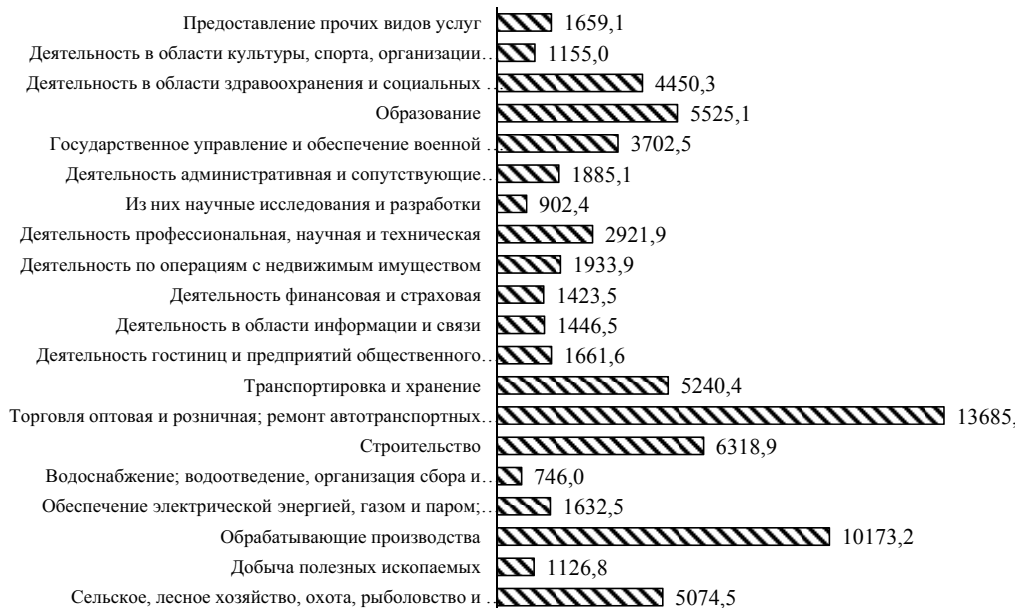 Предоставление прочих видов услуг 1659,1
Деятельность в области культуры, спорта, организации… 1155,0
Деятельность в области здравоохранения и социальных … 4450,3
Образование 5525,1
Государственное управление и обеспечение военной … 3702,5
Деятельность административная и сопутствующие… 1885,1
Из них научные исследования и разработки 902,4
Деятельность профессиональная, научная и техническая 2921,9
Деятельность по операциям с недвижимым имуществом 1933,9
Деятельность финансовая и страховая 1423,5
Деятельность в области информации и связи 1446,5
Деятельность гостиниц и предприятий общественного… 1661,6
Транспортировка и хранение 5240,4
Торговля оптовая и розничная; ремонт автотранспортных… 13685,
Строительство 6318,9
Водоснабжение; водоотведение, организация сбора и… 746,0
Обеспечение электрической энергией, газом и паром;… 1632,5
Обрабатывающие производства 10173,2
Добыча полезных ископаемых 1126,8
Сельское, лесное хозяйство, охота, рыболовство и … 5074,5